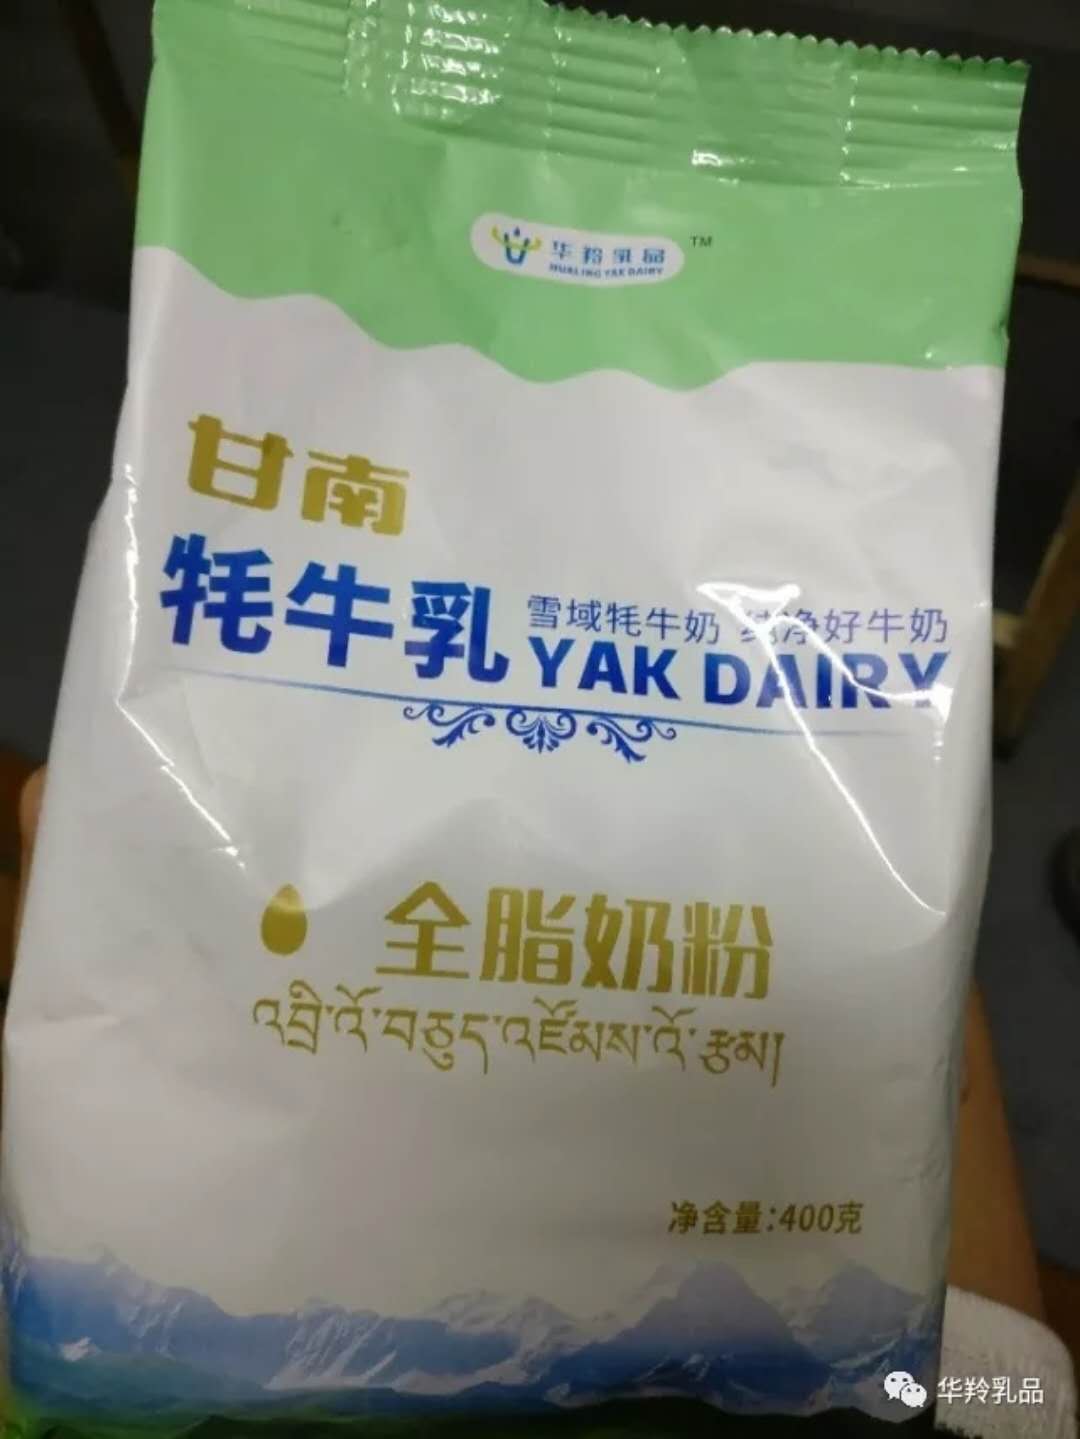 华羚乳品 TM
HUALING YAK DAIRY
甘南
牦牛乳
雪域牦牛奶 纯净好牛奶
YAK DAIRY
全脂奶粉
འབྲི་འོ་བཅུད་འཛོམས་འོ་རྩམ།
净含量:400克
华羚乳品